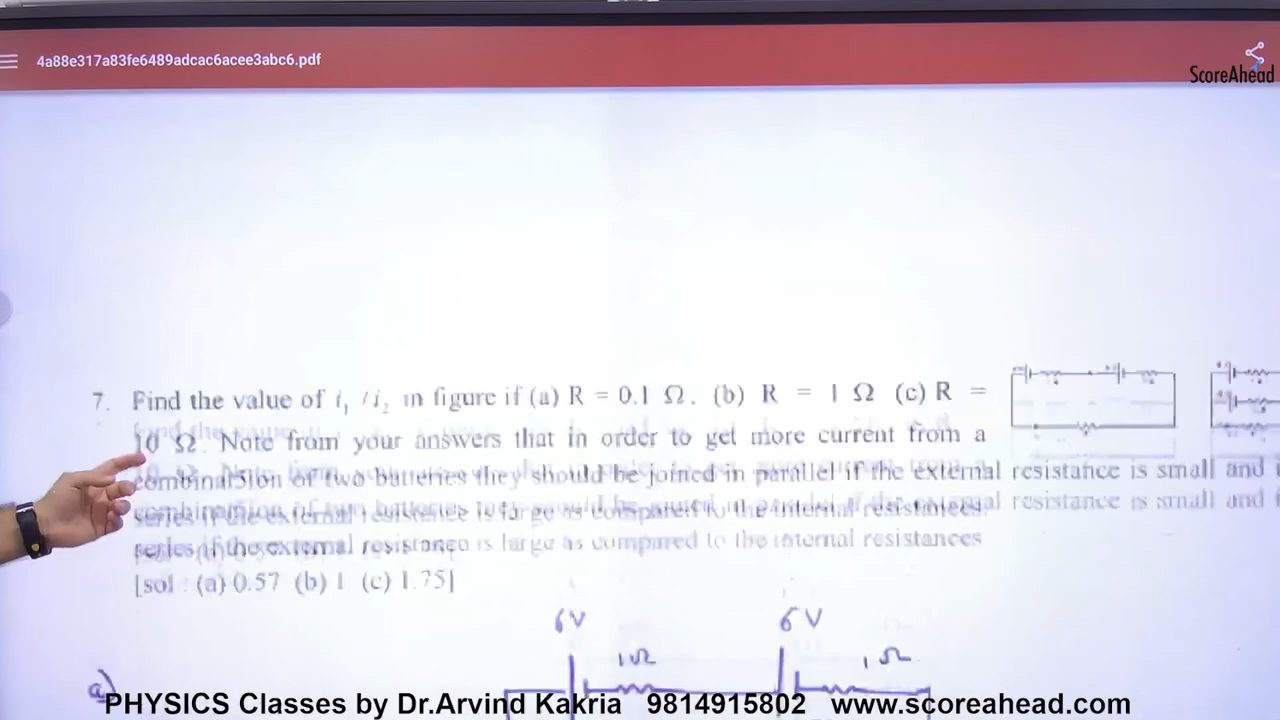 4a88e317a83fe6489adcac6acee3abc6.pdf
ScoreAhead
7. Find the value of i₁ / i₂ in figure if (a) R = 0.1 Ω. (b) R = 1 Ω (c) R =
10 Ω. Note from your answers that in order to get more current from a
of two batteries they should be joined in parallel if the external resistance is small and
series if the external resistance is large as compared to the internal resistances
[sol : (a) 0.57 (b) 1 (c) 1.75]
6V 6V
1Ω 1Ω
a)
PHYSICS Classes by Dr.Arvind Kakria 9814915802 www.scoreahead.com